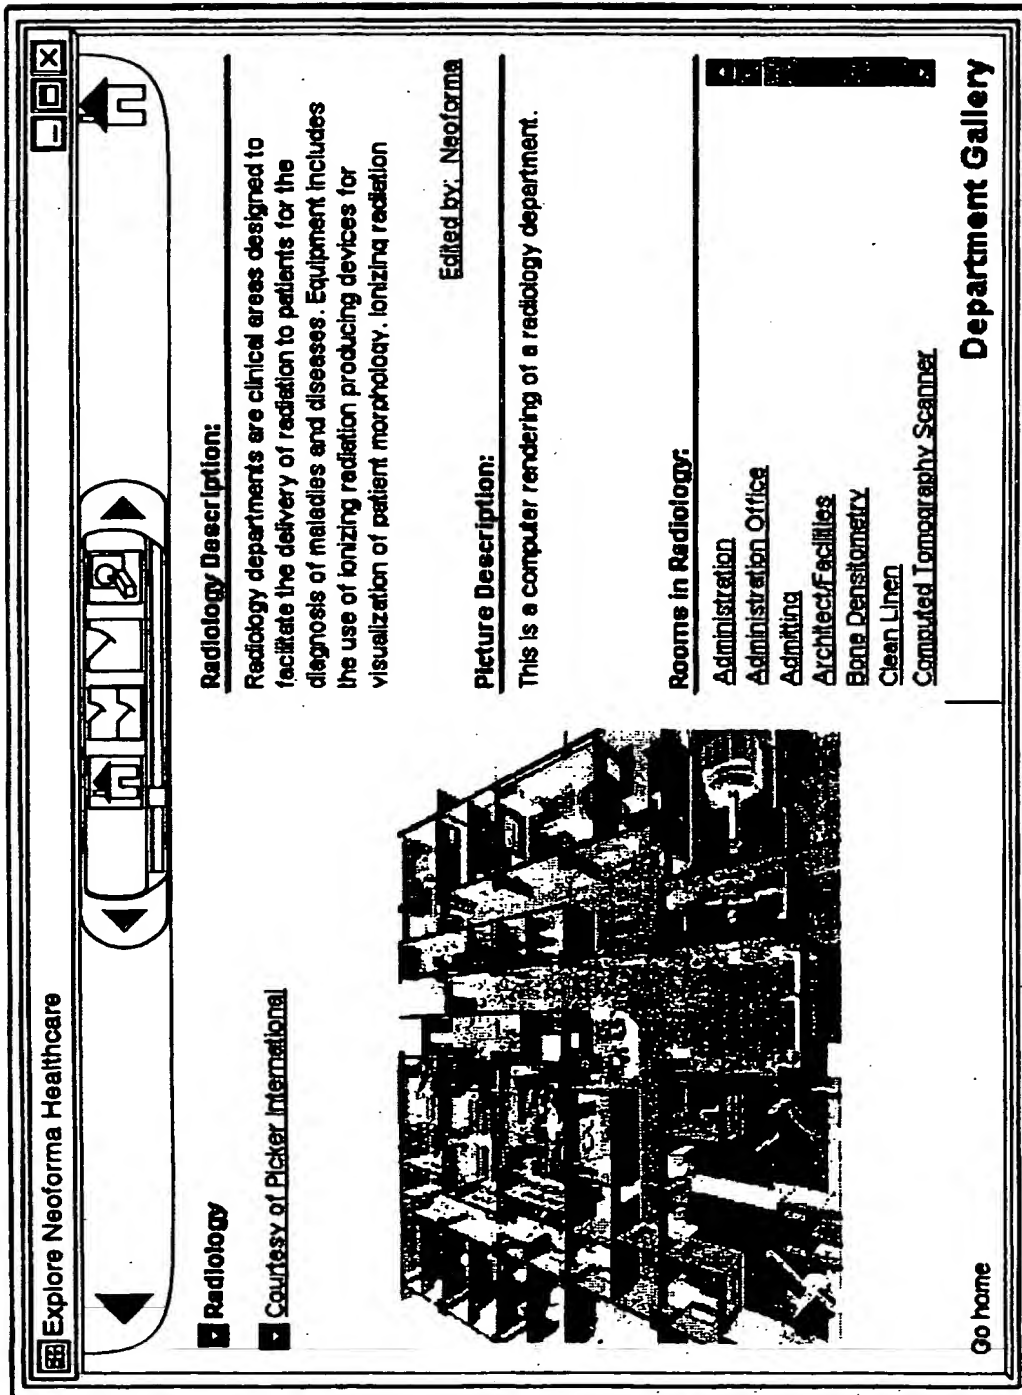 Explore Neoforma Healthcare
Radiology
Courtesy of Picker International
Radiology Description:
Radiology departments are clinical areas designed to
facilitate the delivery of radiation to patients for the
diagnosis of maladies and diseases. Equipment includes
the use of ionizing radiation producing devices for
visualization of patient morphology. Ionizing radiation
Edited by: Neoforma
Picture Description:
This is a computer rendering of a radiology department.
Rooms in Radiology:
Administration
Administration Office
Admitting
Architect/Facilities
Bone Densitometry
Clean Linen
Computed Tomography Scanner
Go home
Department Gallery